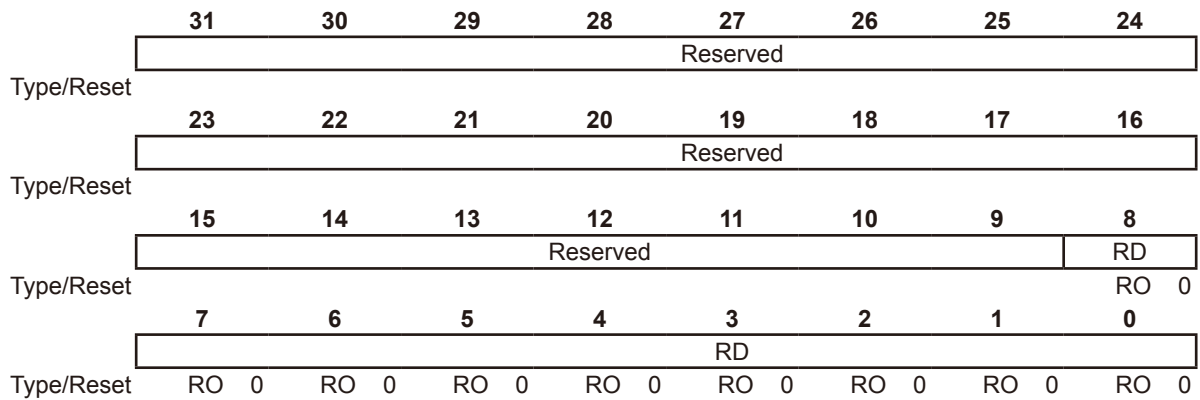 31 30 29 28 27 26 25 24
Reserved
Type/Reset
23 22 21 20 19 18 17 16
Reserved
Type/Reset
15 14 13 12 11 10 9 8
Reserved RD
Type/Reset RO 0
7 6 5 4 3 2 1 0
RD
Type/Reset RO 0 RO 0 RO 0 RO 0 RO 0 RO 0 RO 0 RO 0